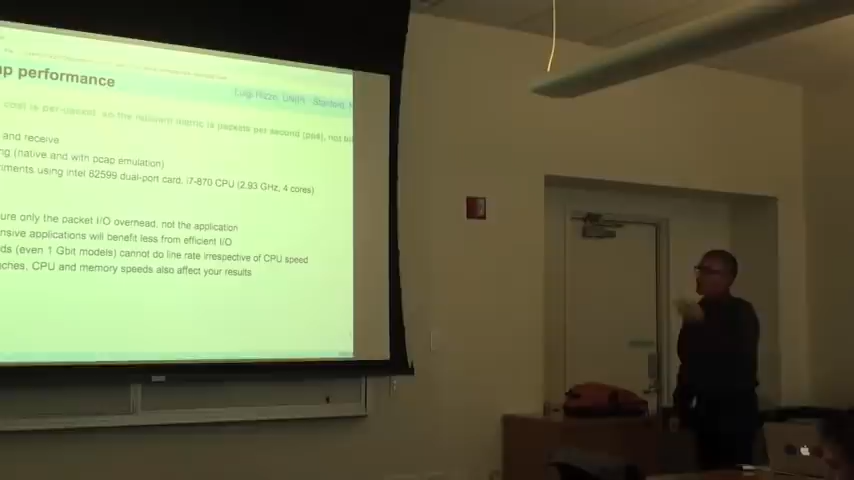 p performance
Luigi Rizzo, UNIPI Stanford,
cost is per-packet, so the relevant metric is packets per second (pps), not
and receive
ng (native and with pcap emulation)
riments using intel 82599 dual-port card, i7-870 CPU (2.93 GHz, 4 cores)
ure only the packet I/O overhead, not the application
nsive applications will benefit less from efficient I/O
ds (even 1 Gbit models) cannot do line rate irrespective of CPU speed
ches, CPU and memory speeds also affect your results